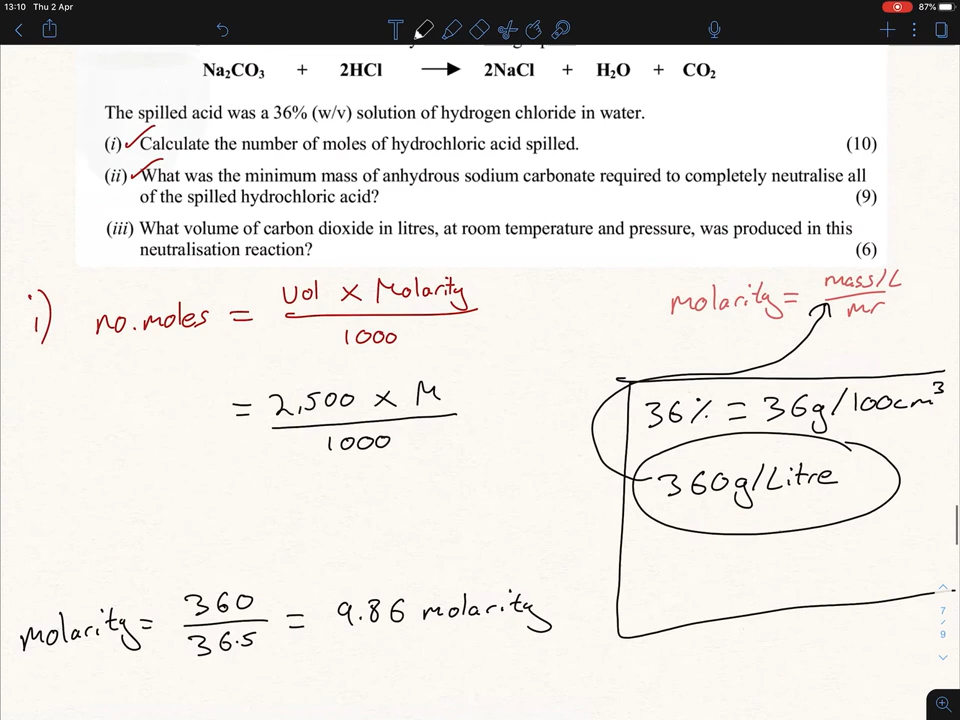 13:10 Thu 2 Apr
87%
Na₂CO₃ + 2HCl ⟶ 2NaCl + H₂O + CO₂
The spilled acid was a 36% (w/v) solution of hydrogen chloride in water.
(i) Calculate the number of moles of hydrochloric acid spilled. (10)
(ii) What was the minimum mass of anhydrous sodium carbonate required to completely neutralise all
of the spilled hydrochloric acid? (9)
(iii) What volume of carbon dioxide in litres, at room temperature and pressure, was produced in this
neutralisation reaction? (6)
i) no. moles = Vol x Molarity / 1000
molarity = mass/L / mr
= 2,500 x M / 1000
36% = 36g/100cm³
360g/Litre
molarity = 360 / 36.5 = 9.86 molarity
7
/
9